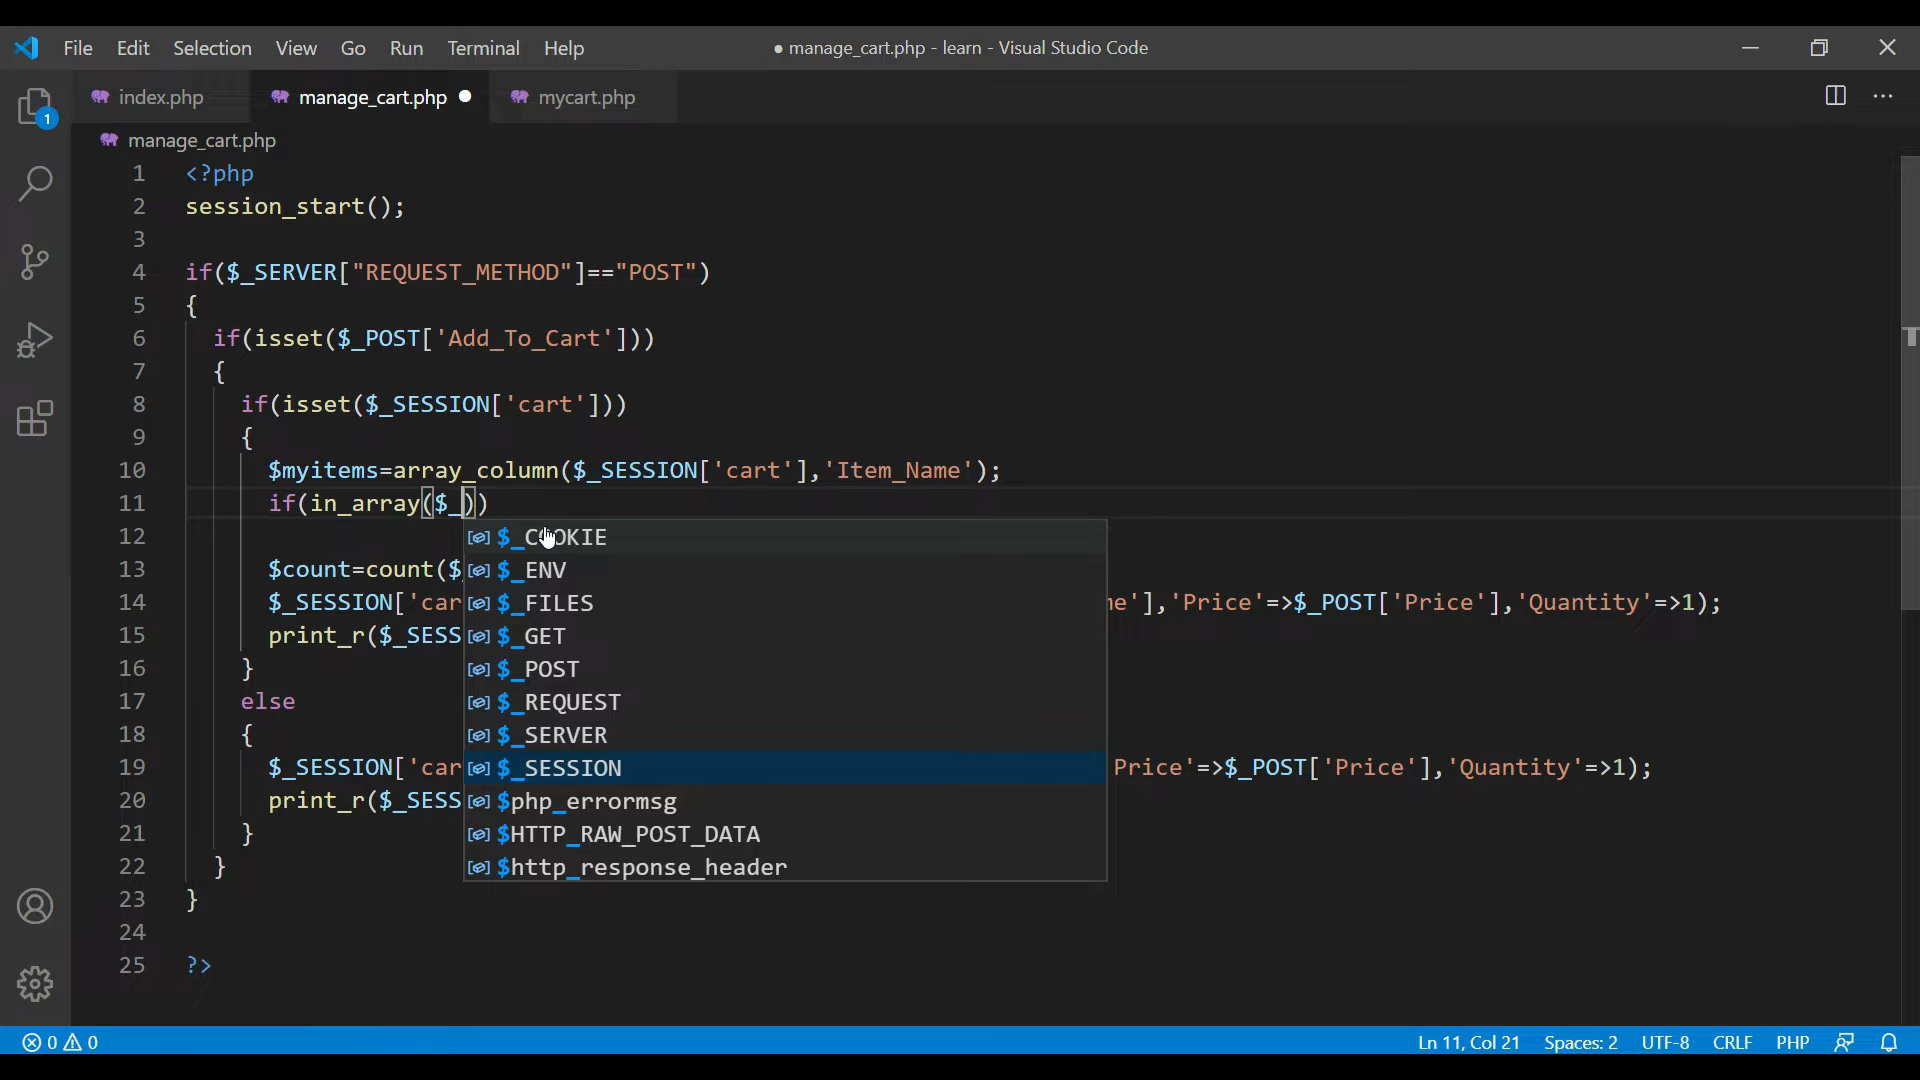 File Edit Selection View Go Run Terminal Help ● manage_cart.php - learn - Visual Studio Code
index.php manage_cart.php ● mycart.php
1
manage_cart.php
1 <?php
2 session_start();
3
4 if($_SERVER["REQUEST_METHOD"]=="POST")
5 {
6 if(isset($_POST['Add_To_Cart']))
7 {
8 if(isset($_SESSION['cart']))
9 {
10 $myitems=array_column($_SESSION['cart'],'Item_Name');
11 if(in_array($_))
12 $_COOKIE
13 $count=count($ $_ENV
14 $_SESSION['car $_FILES e'],'Price'=>$_POST['Price'],'Quantity'=>1);
15 print_r($_SESS $_GET
16 } $_POST
17 else $_REQUEST
18 { $_SERVER
19 $_SESSION['car $_SESSION Price'=>$_POST['Price'],'Quantity'=>1);
20 print_r($_SESS $php_errormsg
21 } $HTTP_RAW_POST_DATA
22 } $http_response_header
23 }
24
25 ?>
0 0 Ln 11, Col 21 Spaces: 2 UTF-8 CRLF PHP